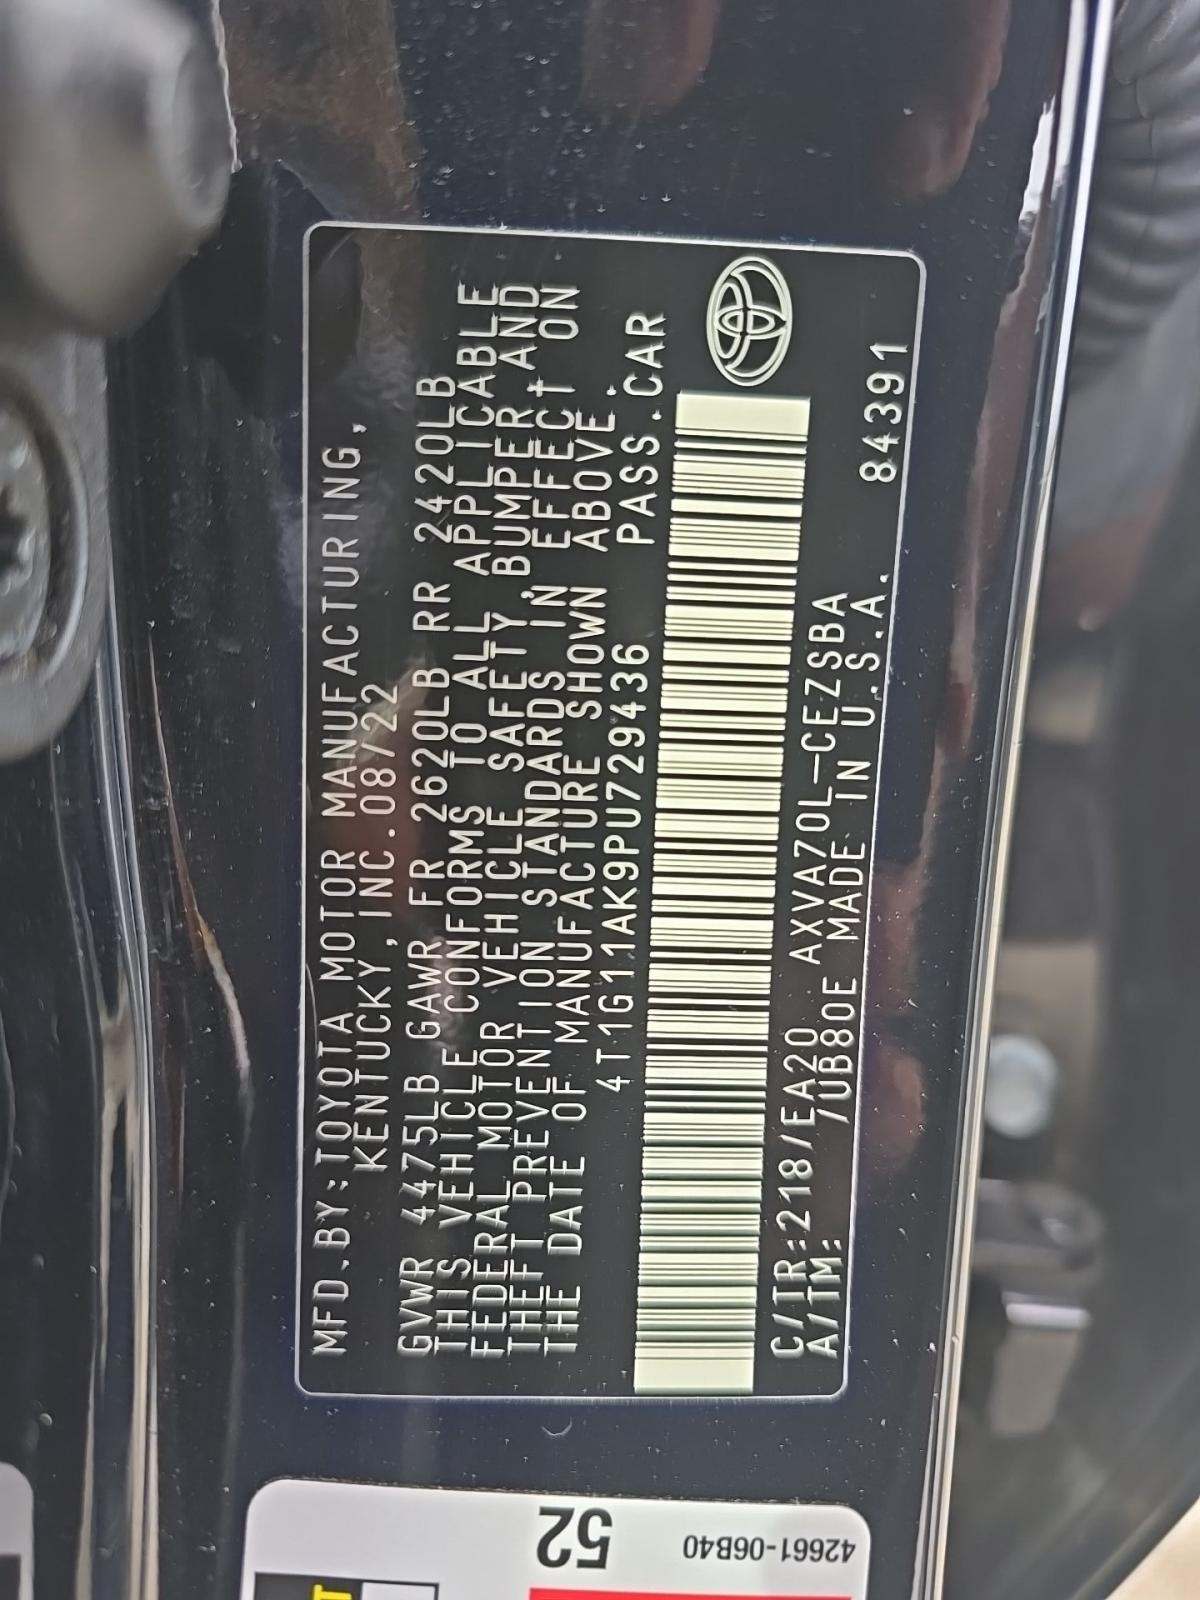 MFD.BY:TOYOTA MOTOR MANUFACTURING,
KENTUCKY,INC.08/22
GVWR 4475LB GAWR FR 2620LB RR 2420LB
THIS VEHICLE CONFORMS TO ALL APPLICABLE
FEDERAL MOTOR VEHICLE SAFETY,BUMPER,AND
THEFT PREVENTION STANDARDS IN EFFECT ON
THE DATE OF MANUFACTURE SHOWN ABOVE.
4T1G11AK9PU729436 PASS.CAR
C/TR:218/EA20 AXVA70L-CEZSBA 84391
A/TM: /UB80E MADE IN U.S.A.
52
42661-06B40